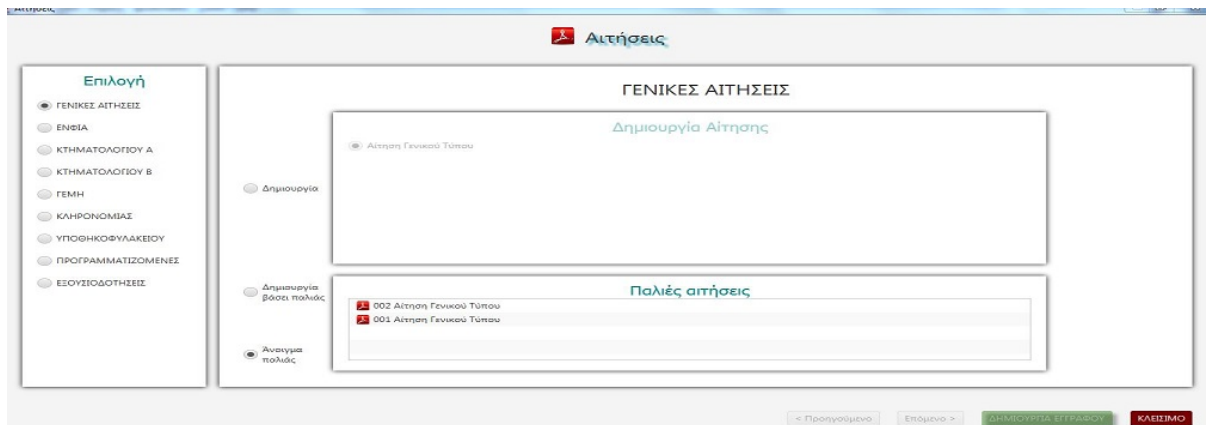 Αιτήσεις
Αιτήσεις
Επιλογή
ΓΕΝΙΚΕΣ ΑΙΤΗΣΕΙΣ
ΕΝΦΙΑ
ΚΤΗΜΑΤΟΛΟΓΙΟΥ Α
ΚΤΗΜΑΤΟΛΟΓΙΟΥ Β
ΓΕΜΗ
ΚΛΗΡΟΝΟΜΙΑΣ
ΥΠΟΘΗΚΟΦΥΛΑΚΕΙΟΥ
ΠΡΟΓΡΑΜΜΑΤΙΖΟΜΕΝΕΣ
ΕΞΟΥΣΙΟΔΟΤΗΣΕΙΣ
ΓΕΝΙΚΕΣ ΑΙΤΗΣΕΙΣ
Δημιουργία
Δημιουργία Αίτησης
Αίτηση Γενικού Τύπου
Δημιουργία
βάσει παλιάς
Άνοιγμα
παλιάς
Παλιές αιτήσεις
002 Αίτηση Γενικού Τύπου
001 Αίτηση Γενικού Τύπου
< Προηγούμενο
Επόμενο >
ΔΗΜΙΟΥΡΓΙΑ ΕΓΓΡΑΦΟΥ
ΚΛΕΙΣΙΜΟ